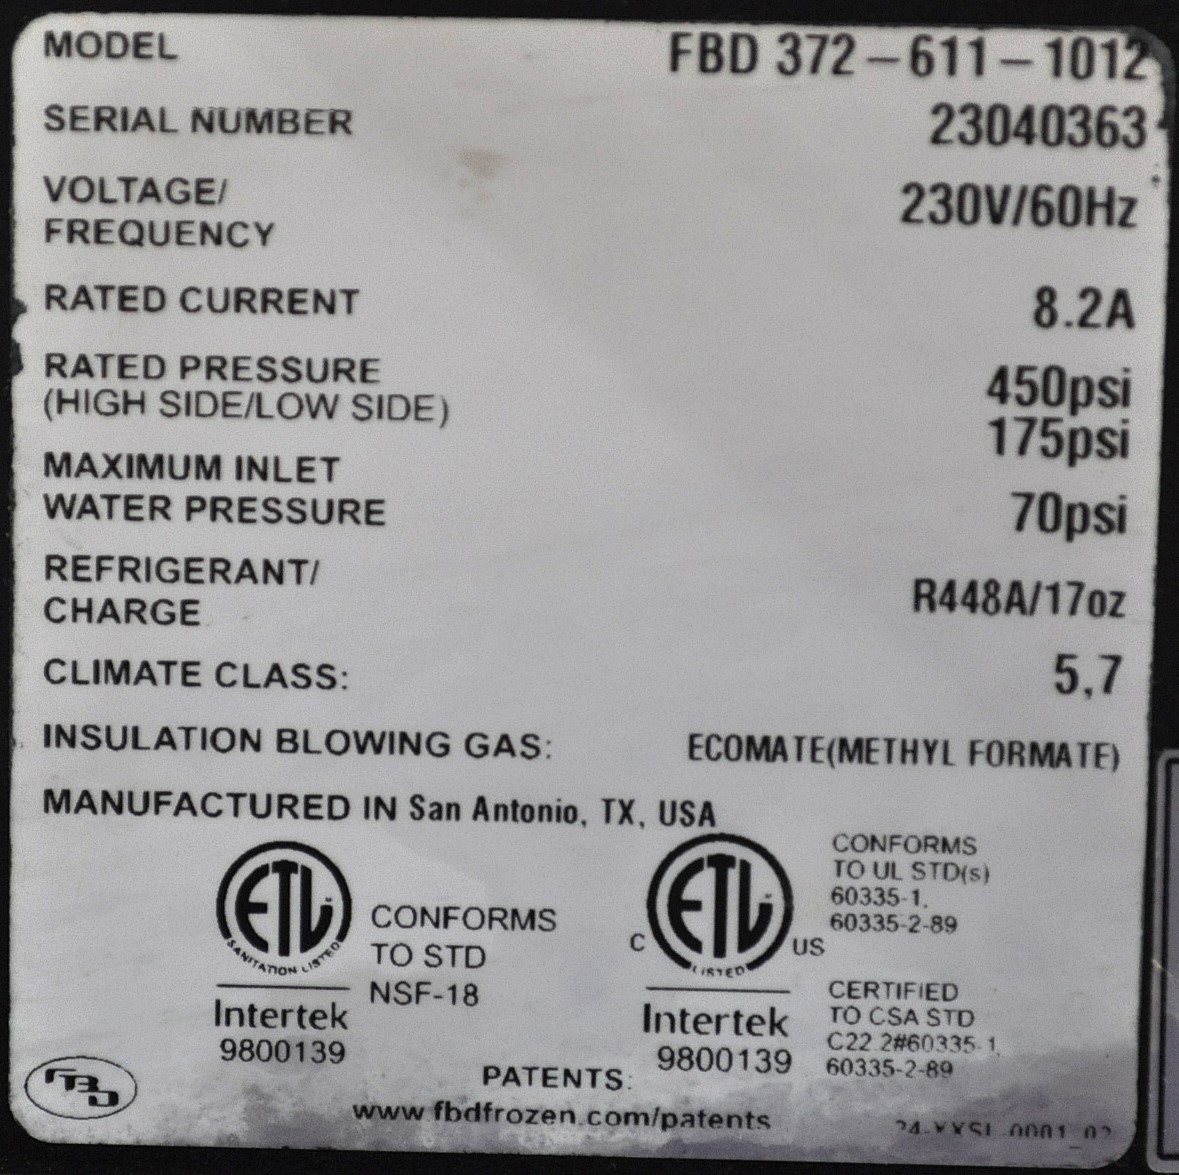 MODEL FBD 372-611-1012
SERIAL NUMBER 23040363
VOLTAGE/
FREQUENCY 230V/60Hz
RATED CURRENT 8.2A
RATED PRESSURE 450psi
(HIGH SIDE/LOW SIDE) 175psi
MAXIMUM INLET
WATER PRESSURE 70psi
REFRIGERANT/
CHARGE R448A/17oz
CLIMATE CLASS: 5,7
INSULATION BLOWING GAS: ECOMATE(METHYL FORMATE)
MANUFACTURED IN San Antonio, TX, USA
ETL
SANITATION LISTED
Intertek
9800139
CONFORMS
TO STD
NSF-18
C ETL US
LISTED
Intertek
9800139
CONFORMS
TO UL STD(s)
60335-1,
60335-2-89
CERTIFIED
TO CSA STD
C22.2#60335-1,
60335-2-89
FBD
PATENTS:
www.fbdfrozen.com/patents